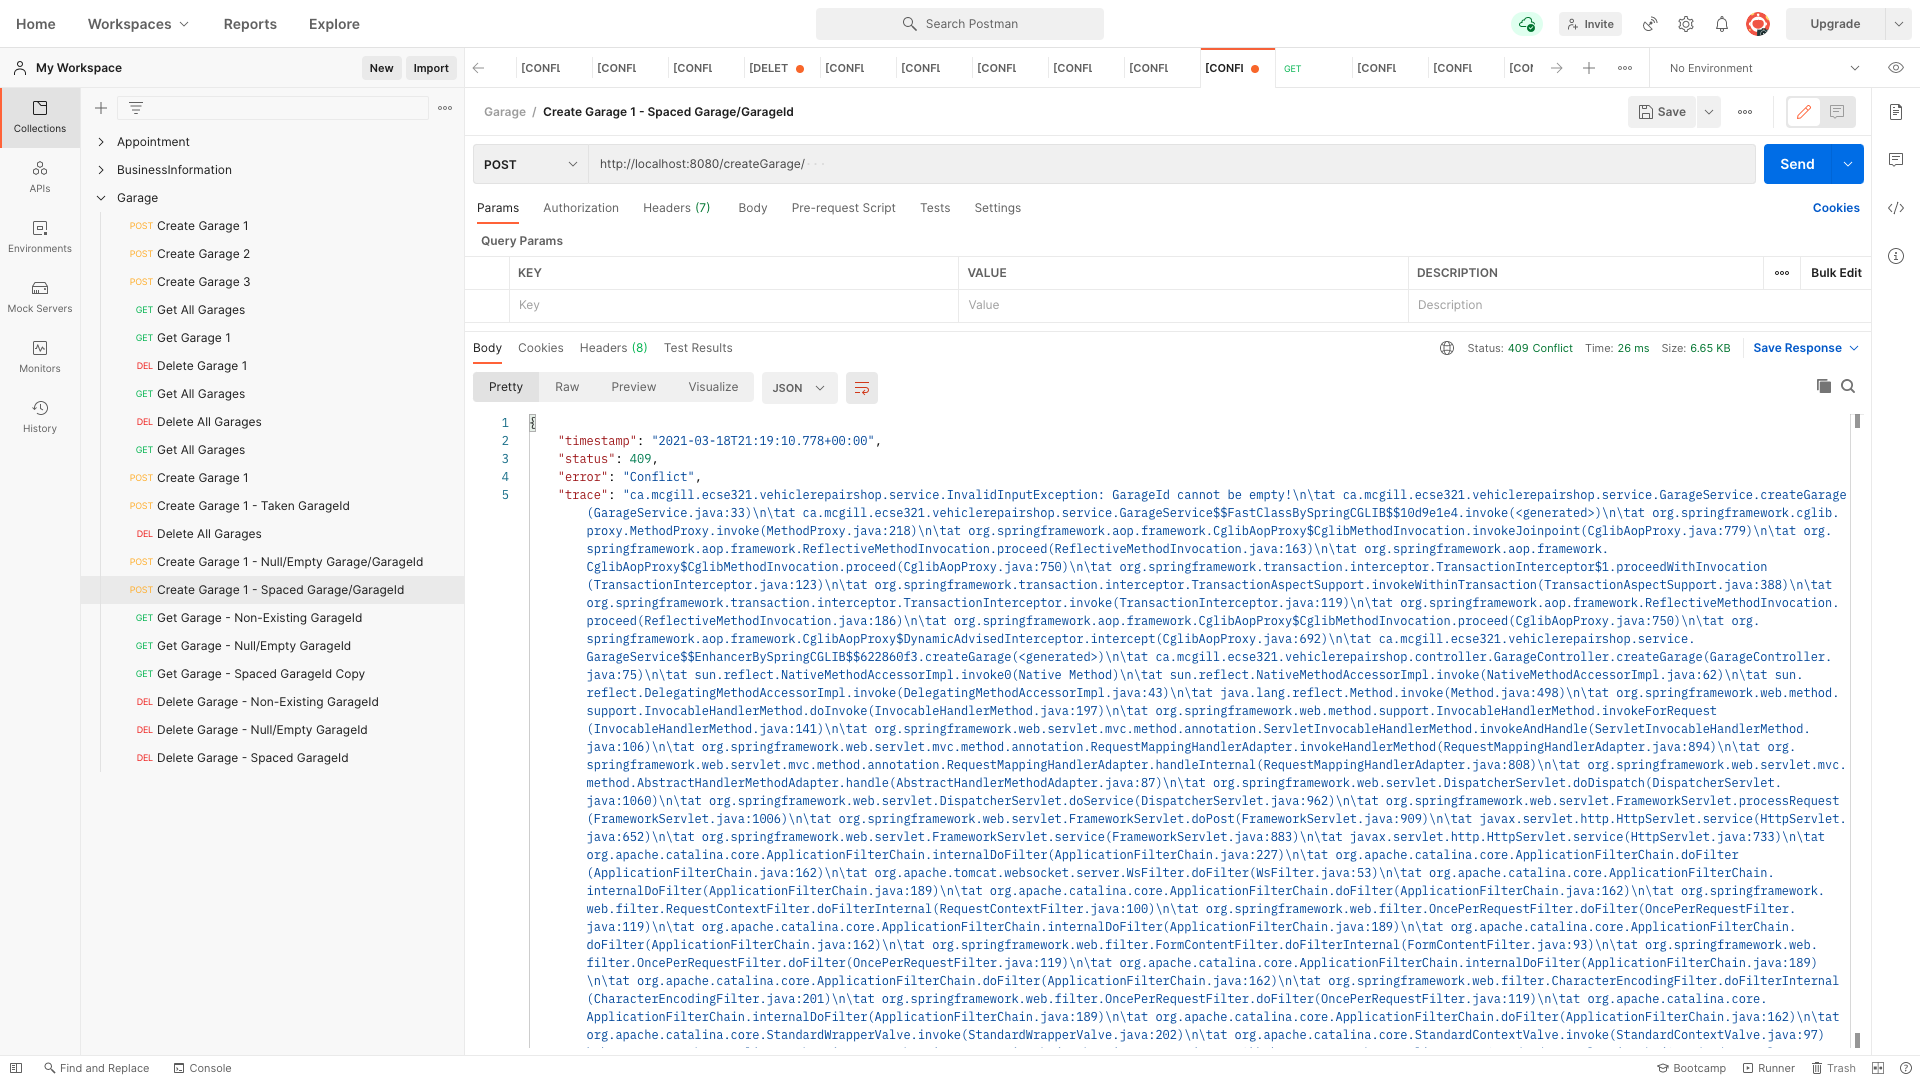 Home
Workspaces
Reports
Explore
Search Postman
Invite
Upgrade
My Workspace
New
Import
[CONFL
[CONFL
[CONFL
[DELET
[CONFL
[CONFL
[CONFL
[CONFL
[CONFL
[CONFI
GET
[CONFL
[CONFL
[CON
No Environment
Collections
APIs
Environments
Mock Servers
Monitors
History
Appointment
BusinessInformation
Garage
POST Create Garage 1
POST Create Garage 2
POST Create Garage 3
GET Get All Garages
GET Get Garage 1
DEL Delete Garage 1
GET Get All Garages
DEL Delete All Garages
GET Get All Garages
POST Create Garage 1
POST Create Garage 1 - Taken GarageId
DEL Delete All Garages
POST Create Garage 1 - Null/Empty Garage/GarageId
POST Create Garage 1 - Spaced Garage/GarageId
GET Get Garage - Non-Existing GarageId
GET Get Garage - Null/Empty GarageId
GET Get Garage - Spaced GarageId Copy
DEL Delete Garage - Non-Existing GarageId
DEL Delete Garage - Null/Empty GarageId
DEL Delete Garage - Spaced GarageId
Garage / Create Garage 1 - Spaced Garage/GarageId
Save
POST
http://localhost:8080/createGarage/
Send
Params
Authorization
Headers (7)
Body
Pre-request Script
Tests
Settings
Cookies
Query Params
KEY
VALUE
DESCRIPTION
Bulk Edit
Key
Value
Description
Body
Cookies
Headers (8)
Test Results
Status: 409 Conflict
Time: 26 ms
Size: 6.65 KB
Save Response
Pretty
Raw
Preview
Visualize
JSON
1 {
2 "timestamp": "2021-03-18T21:19:10.778+00:00",
3 "status": 409,
4 "error": "Conflict",
5 "trace": "ca.mcgill.ecse321.vehiclerepairshop.service.InvalidInputException: GarageId cannot be empty!\n\tat ca.mcgill.ecse321.vehiclerepairshop.service.GarageService.createGarage
(GarageService.java:33)\n\tat ca.mcgill.ecse321.vehiclerepairshop.service.GarageService$$FastClassBySpringCGLIB$$10d9e1e4.invoke(<generated>)\n\tat org.springframework.cglib.
proxy.MethodProxy.invoke(MethodProxy.java:218)\n\tat org.springframework.aop.framework.CglibAopProxy$CglibMethodInvocation.invokeJoinpoint(CglibAopProxy.java:779)\n\tat org.
springframework.aop.framework.ReflectiveMethodInvocation.proceed(ReflectiveMethodInvocation.java:163)\n\tat org.springframework.aop.framework.
CglibAopProxy$CglibMethodInvocation.proceed(CglibAopProxy.java:750)\n\tat org.springframework.transaction.interceptor.TransactionInterceptor$1.proceedWithInvocation
(TransactionInterceptor.java:123)\n\tat org.springframework.transaction.interceptor.TransactionAspectSupport.invokeWithinTransaction(TransactionAspectSupport.java:388)\n\tat
org.springframework.transaction.interceptor.TransactionInterceptor.invoke(TransactionInterceptor.java:119)\n\tat org.springframework.aop.framework.ReflectiveMethodInvocation.
proceed(ReflectiveMethodInvocation.java:186)\n\tat org.springframework.aop.framework.CglibAopProxy$CglibMethodInvocation.proceed(CglibAopProxy.java:750)\n\tat org.
springframework.aop.framework.CglibAopProxy$DynamicAdvisedInterceptor.intercept(CglibAopProxy.java:692)\n\tat ca.mcgill.ecse321.vehiclerepairshop.service.
GarageService$$EnhancerBySpringCGLIB$$622860f3.createGarage(<generated>)\n\tat ca.mcgill.ecse321.vehiclerepairshop.controller.GarageController.createGarage(GarageController.
java:75)\n\tat sun.reflect.NativeMethodAccessorImpl.invoke0(Native Method)\n\tat sun.reflect.NativeMethodAccessorImpl.invoke(NativeMethodAccessorImpl.java:62)\n\tat sun.
reflect.DelegatingMethodAccessorImpl.invoke(DelegatingMethodAccessorImpl.java:43)\n\tat java.lang.reflect.Method.invoke(Method.java:498)\n\tat org.springframework.web.method.
support.InvocableHandlerMethod.doInvoke(InvocableHandlerMethod.java:197)\n\tat org.springframework.web.method.support.InvocableHandlerMethod.invokeForRequest
(InvocableHandlerMethod.java:141)\n\tat org.springframework.web.servlet.mvc.method.annotation.ServletInvocableHandlerMethod.invokeAndHandle(ServletInvocableHandlerMethod.
java:106)\n\tat org.springframework.web.servlet.mvc.method.annotation.RequestMappingHandlerAdapter.invokeHandlerMethod(RequestMappingHandlerAdapter.java:894)\n\tat org.
springframework.web.servlet.mvc.method.annotation.RequestMappingHandlerAdapter.handleInternal(RequestMappingHandlerAdapter.java:808)\n\tat org.springframework.web.servlet.mvc.
method.AbstractHandlerMethodAdapter.handle(AbstractHandlerMethodAdapter.java:87)\n\tat org.springframework.web.servlet.DispatcherServlet.doDispatch(DispatcherServlet.
java:1060)\n\tat org.springframework.web.servlet.DispatcherServlet.doService(DispatcherServlet.java:962)\n\tat org.springframework.web.servlet.FrameworkServlet.processRequest
(FrameworkServlet.java:1006)\n\tat org.springframework.web.servlet.FrameworkServlet.doPost(FrameworkServlet.java:909)\n\tat javax.servlet.http.HttpServlet.service(HttpServlet.
java:652)\n\tat org.springframework.web.servlet.FrameworkServlet.service(FrameworkServlet.java:883)\n\tat javax.servlet.http.HttpServlet.service(HttpServlet.java:733)\n\tat
org.apache.catalina.core.ApplicationFilterChain.internalDoFilter(ApplicationFilterChain.java:227)\n\tat org.apache.catalina.core.ApplicationFilterChain.doFilter
(ApplicationFilterChain.java:162)\n\tat org.apache.tomcat.websocket.server.WsFilter.doFilter(WsFilter.java:53)\n\tat org.apache.catalina.core.ApplicationFilterChain.
internalDoFilter(ApplicationFilterChain.java:189)\n\tat org.apache.catalina.core.ApplicationFilterChain.doFilter(ApplicationFilterChain.java:162)\n\tat org.springframework.
web.filter.RequestContextFilter.doFilterInternal(RequestContextFilter.java:100)\n\tat org.springframework.web.filter.OncePerRequestFilter.doFilter(OncePerRequestFilter.
java:119)\n\tat org.apache.catalina.core.ApplicationFilterChain.internalDoFilter(ApplicationFilterChain.java:189)\n\tat org.apache.catalina.core.ApplicationFilterChain.
doFilter(ApplicationFilterChain.java:162)\n\tat org.springframework.web.filter.FormContentFilter.doFilterInternal(FormContentFilter.java:93)\n\tat org.springframework.web.
filter.OncePerRequestFilter.doFilter(OncePerRequestFilter.java:119)\n\tat org.apache.catalina.core.ApplicationFilterChain.internalDoFilter(ApplicationFilterChain.java:189)
\n\tat org.apache.catalina.core.ApplicationFilterChain.doFilter(ApplicationFilterChain.java:162)\n\tat org.springframework.web.filter.CharacterEncodingFilter.doFilterInternal
(CharacterEncodingFilter.java:201)\n\tat org.springframework.web.filter.OncePerRequestFilter.doFilter(OncePerRequestFilter.java:119)\n\tat org.apache.catalina.core.
ApplicationFilterChain.internalDoFilter(ApplicationFilterChain.java:189)\n\tat org.apache.catalina.core.ApplicationFilterChain.doFilter(ApplicationFilterChain.java:162)\n\tat
org.apache.catalina.core.StandardWrapperValve.invoke(StandardWrapperValve.java:202)\n\tat org.apache.catalina.core.StandardContextValve.invoke(StandardContextValve.java:97)
Find and Replace
Console
Bootcamp
Runner
Trash